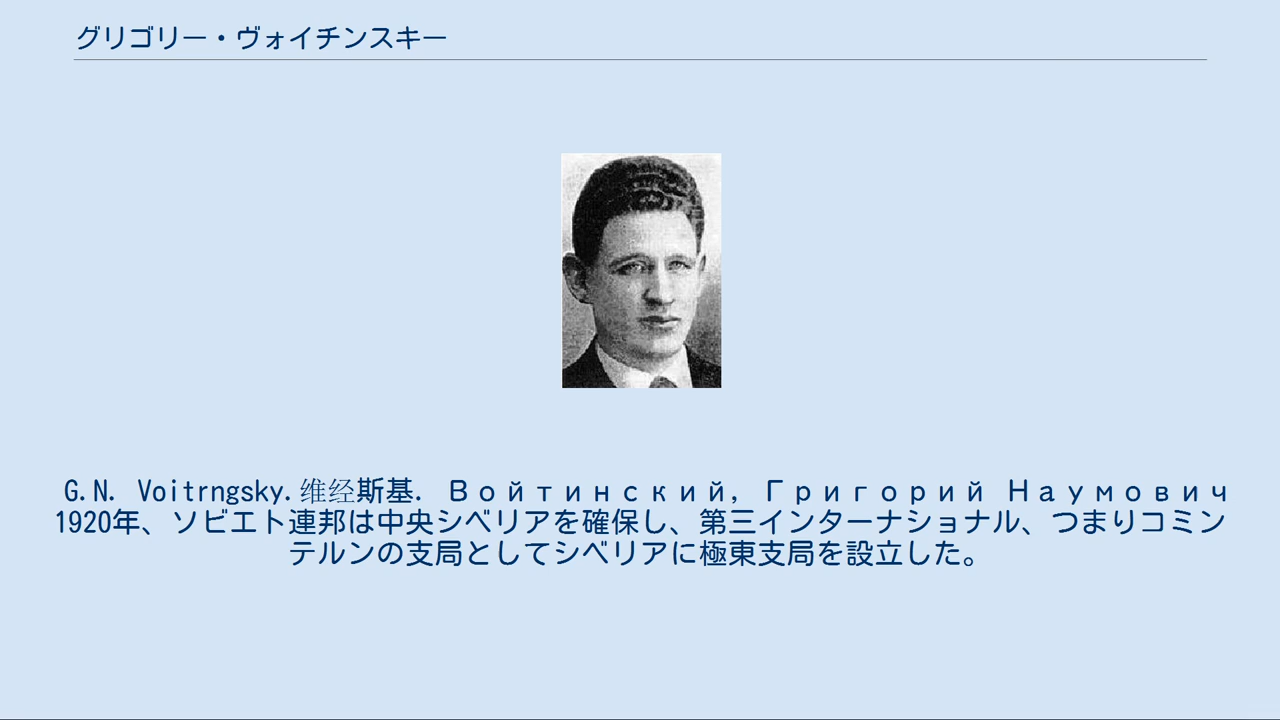 グリゴリー・ヴォイチンスキー
G.N. Voitrngsky.维经斯基. Войтинский, Григорий Наумович
1920年、ソビエト連邦は中央シベリアを確保し、第三インターナショナル、つまりコミン
テルンの支局としてシベリアに極東支局を設立した。